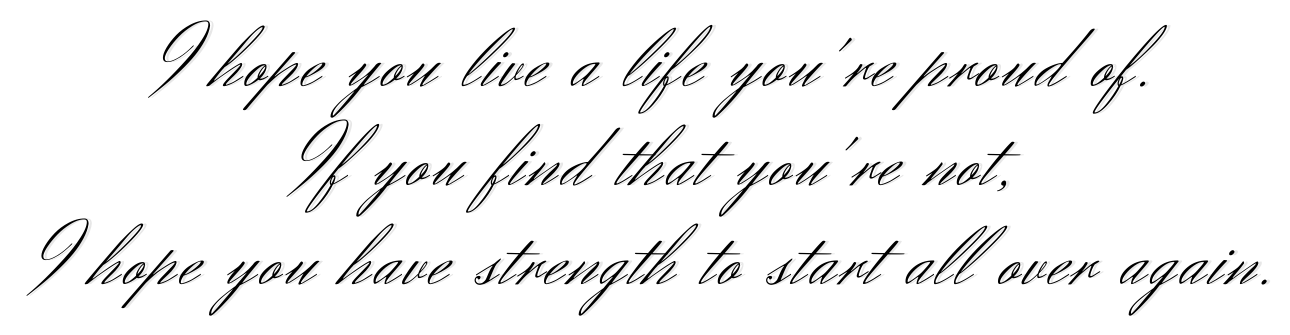 I hope you live a life you're proud of.
If you find that you're not,
I hope you have strength to start all over again.